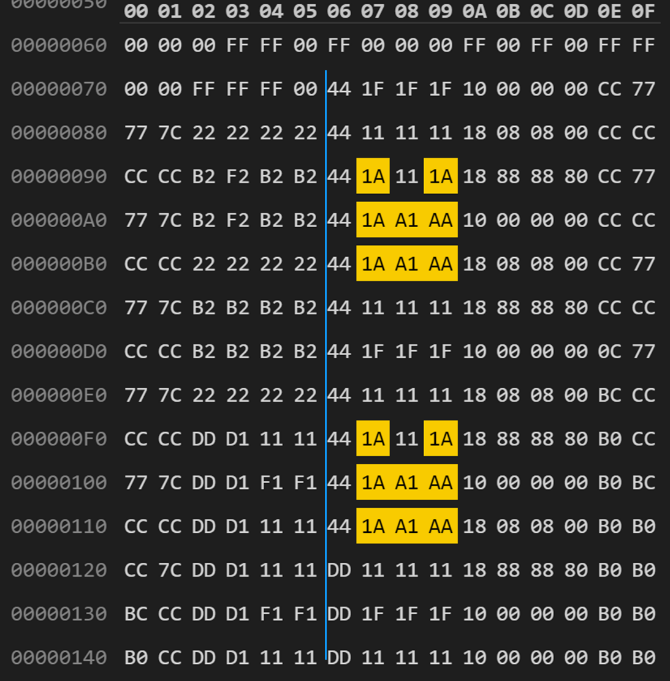 00000050 00 01 02 03 04 05 06 07 08 09 0A 0B 0C 0D 0E 0F
00000060 00 00 00 FF FF 00 FF 00 00 00 FF 00 FF 00 FF FF
00000070 00 00 FF FF FF 00 44 1F 1F 1F 10 00 00 00 CC 77
00000080 77 7C 22 22 22 22 44 11 11 11 18 08 08 00 CC CC
00000090 CC CC B2 F2 B2 B2 44 1A 11 1A 18 88 88 80 CC 77
000000A0 77 7C B2 F2 B2 B2 44 1A A1 AA 10 00 00 00 CC CC
000000B0 CC CC 22 22 22 22 44 1A A1 AA 18 08 08 00 CC 77
000000C0 77 7C B2 B2 B2 B2 44 11 11 11 18 88 88 80 CC CC
000000D0 CC CC B2 B2 B2 B2 44 1F 1F 1F 10 00 00 00 0C 77
000000E0 77 7C 22 22 22 22 44 11 11 11 18 08 08 00 BC CC
000000F0 CC CC DD D1 11 11 44 1A 11 1A 18 88 88 80 B0 CC
00000100 77 7C DD D1 F1 F1 44 1A A1 AA 10 00 00 00 B0 BC
00000110 CC CC DD D1 11 11 44 1A A1 AA 18 08 08 00 B0 B0
00000120 CC 7C DD D1 11 11 DD 11 11 11 18 88 88 80 B0 B0
00000130 BC CC DD D1 F1 F1 DD 1F 1F 1F 10 00 00 00 B0 B0
00000140 B0 CC DD D1 11 11 DD 11 11 11 10 00 00 00 B0 B0